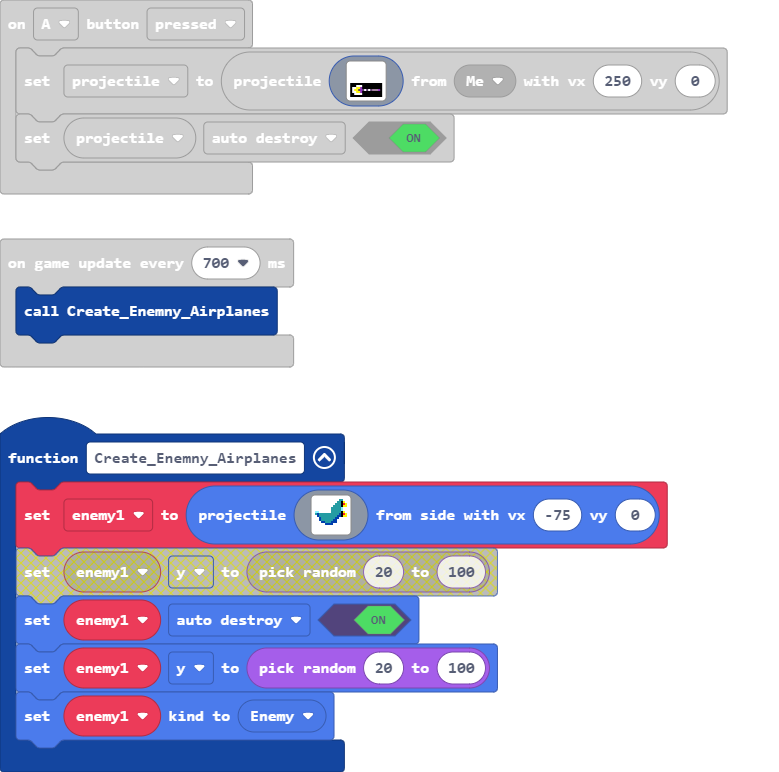 on A button pressed
set projectile to projectile from Me with vx 250 vy 0
set projectile auto destroy ON
on game update every 700 ms
call Create_Enemny_Airplanes
function Create_Enemny_Airplanes
set enemy1 to projectile from side with vx -75 vy 0
set enemy1 y to pick random 20 to 100
set enemy1 auto destroy ON
set enemy1 y to pick random 20 to 100
set enemy1 kind to Enemy